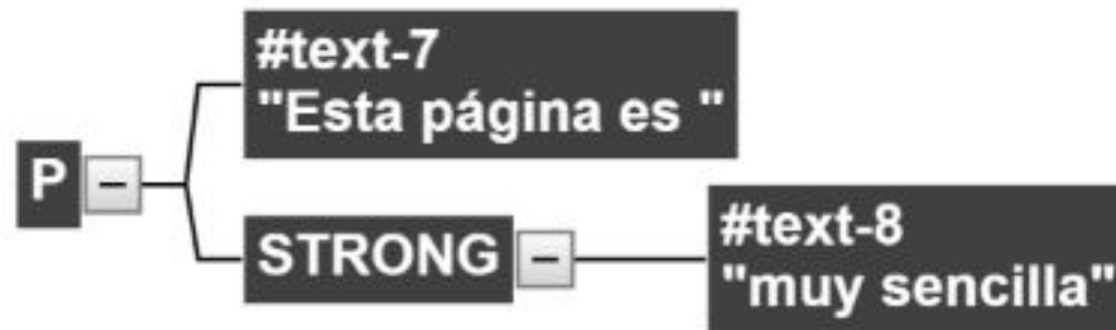 #text-7
"Esta página es "
P
STRONG
#text-8
"muy sencilla"